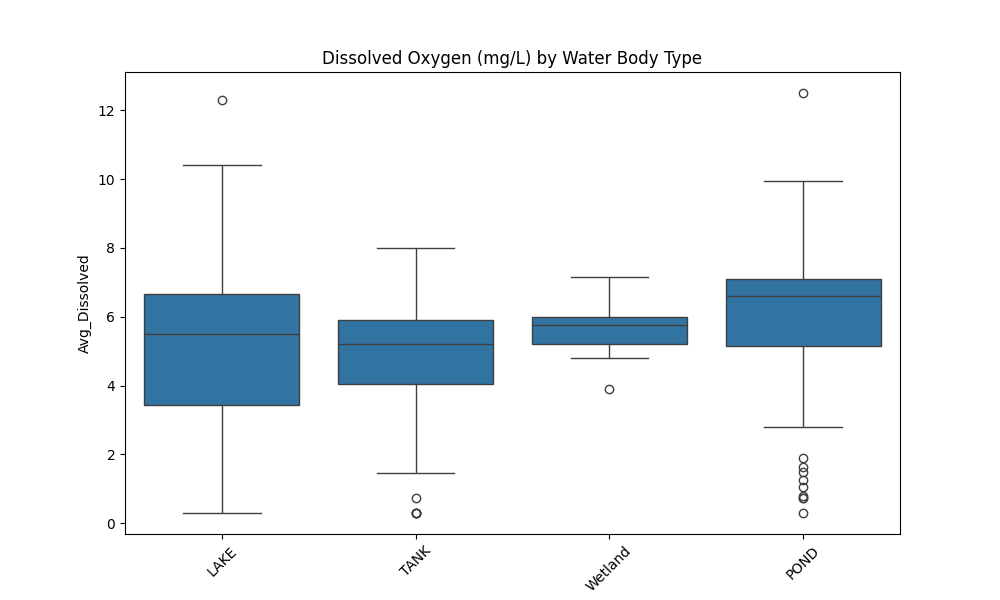 Dissolved Oxygen (mg/L) by Water Body Type
Avg_Dissolved
12
10
8
6
4
2
0
LAKE
TANK
Wetland
POND